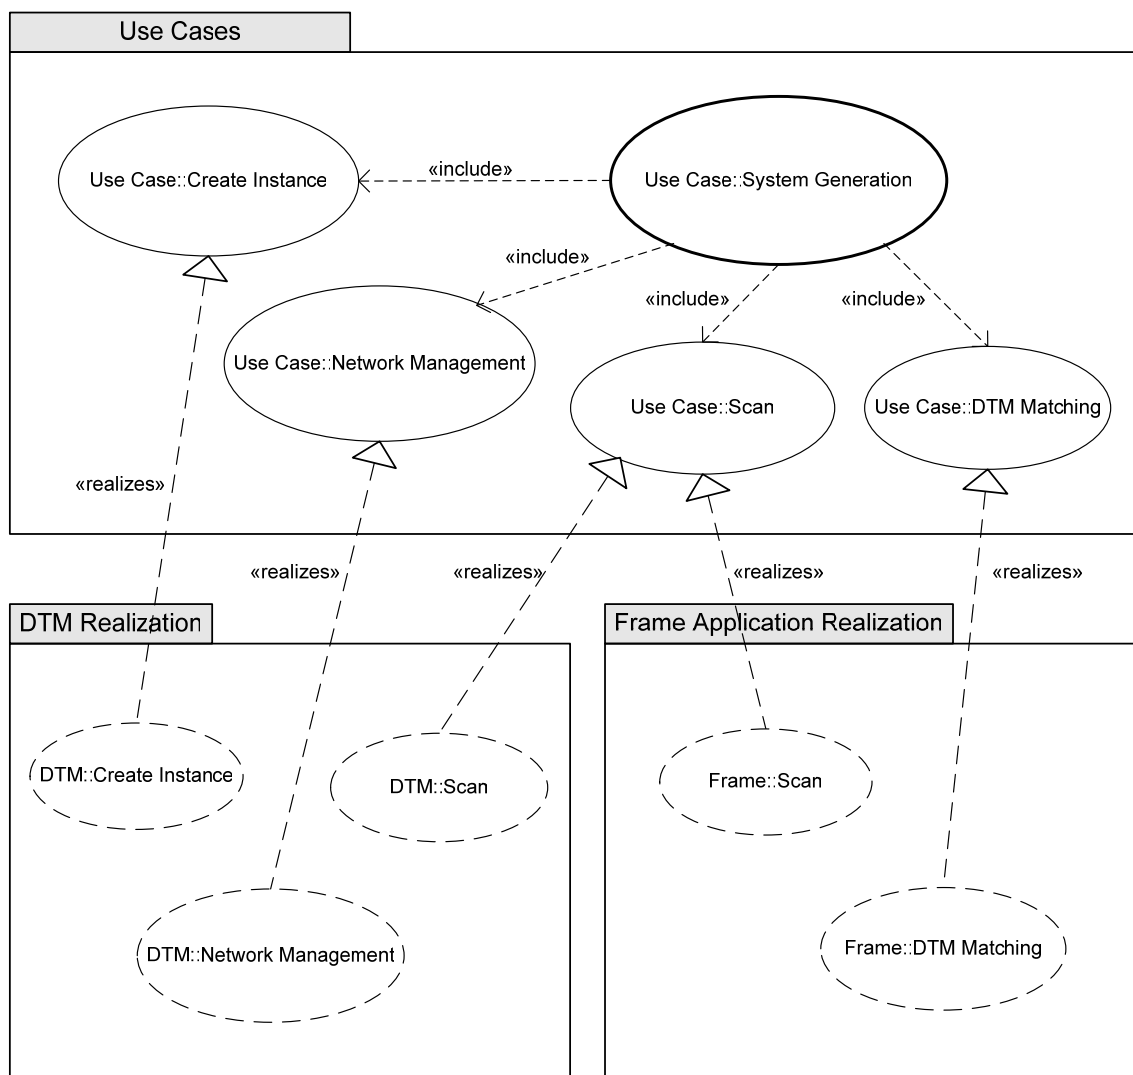 Use Cases
Use Case::Create Instance
«include»
Use Case::System Generation
«include»
«include»
«include»
Use Case::Network Management
Use Case::Scan
Use Case::DTM Matching
«realizes»
«realizes»
«realizes»
«realizes»
«realizes»
DTM Realization
Frame Application Realization
DTM::Create Instance
DTM::Scan
Frame::Scan
DTM::Network Management
Frame::DTM Matching